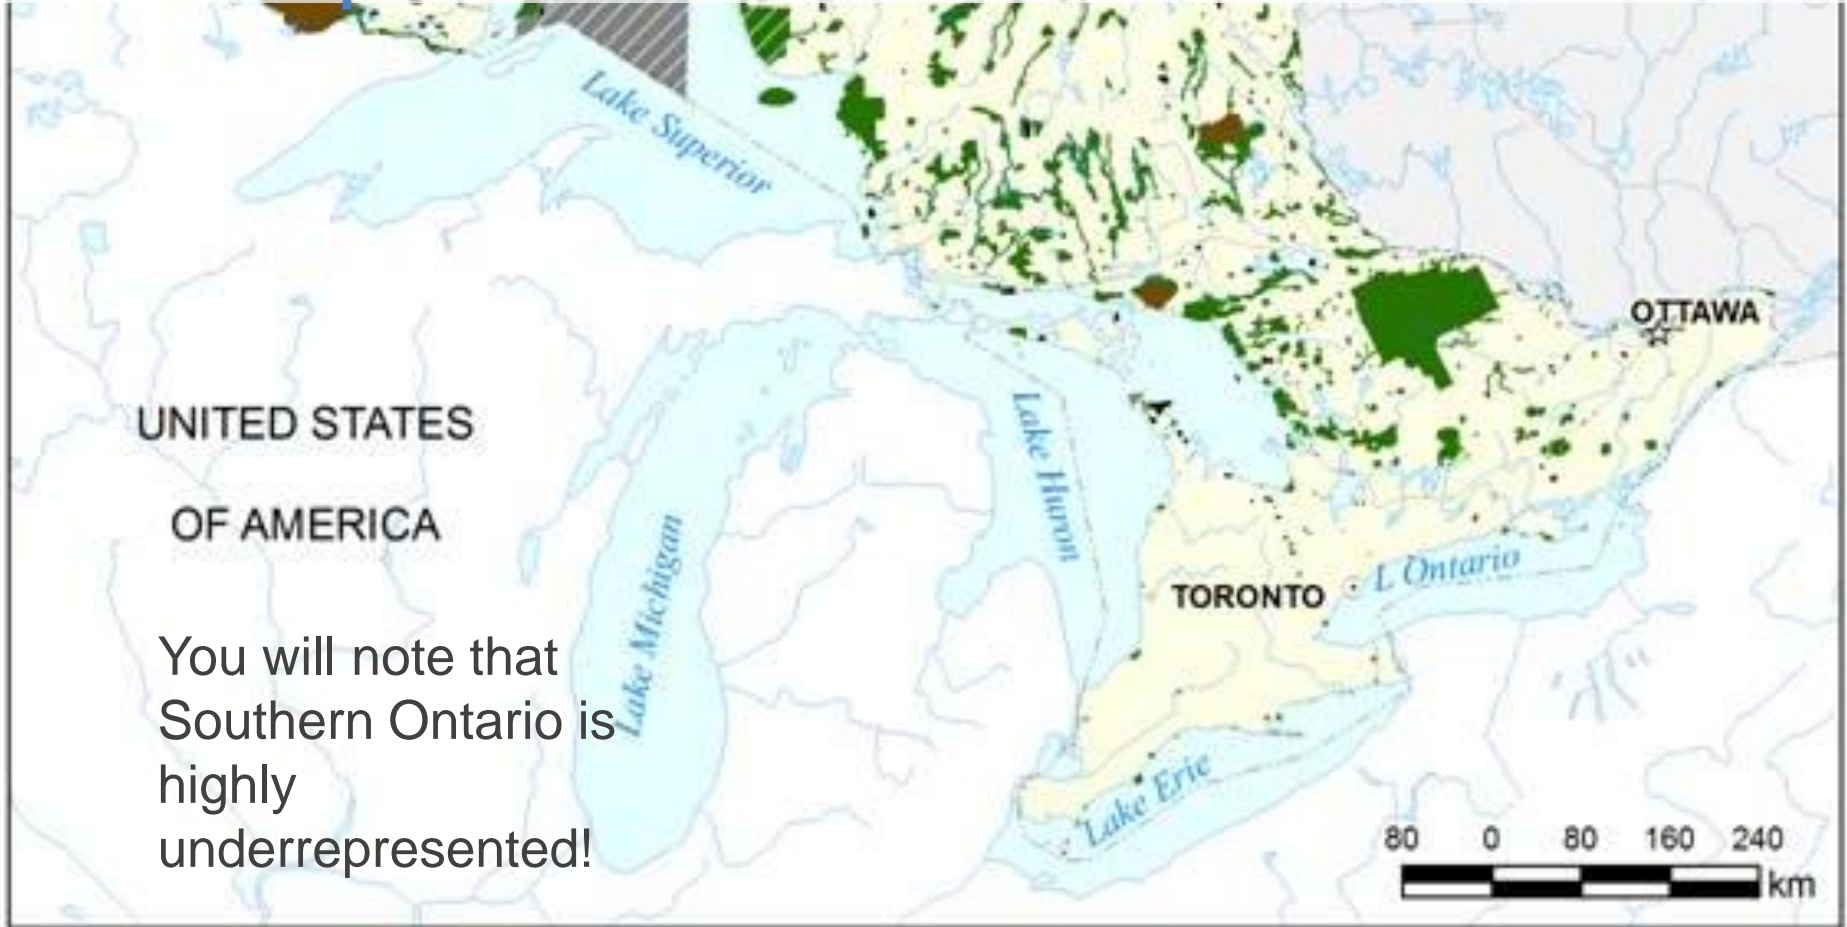 Lake Superior
OTTAWA
UNITED STATES
OF AMERICA
Lake Huron
Lake Michigan
L Ontario
TORONTO
You will note that
Southern Ontario is
highly
underrepresented!
Lake Erie
80 0 80 160 240
km